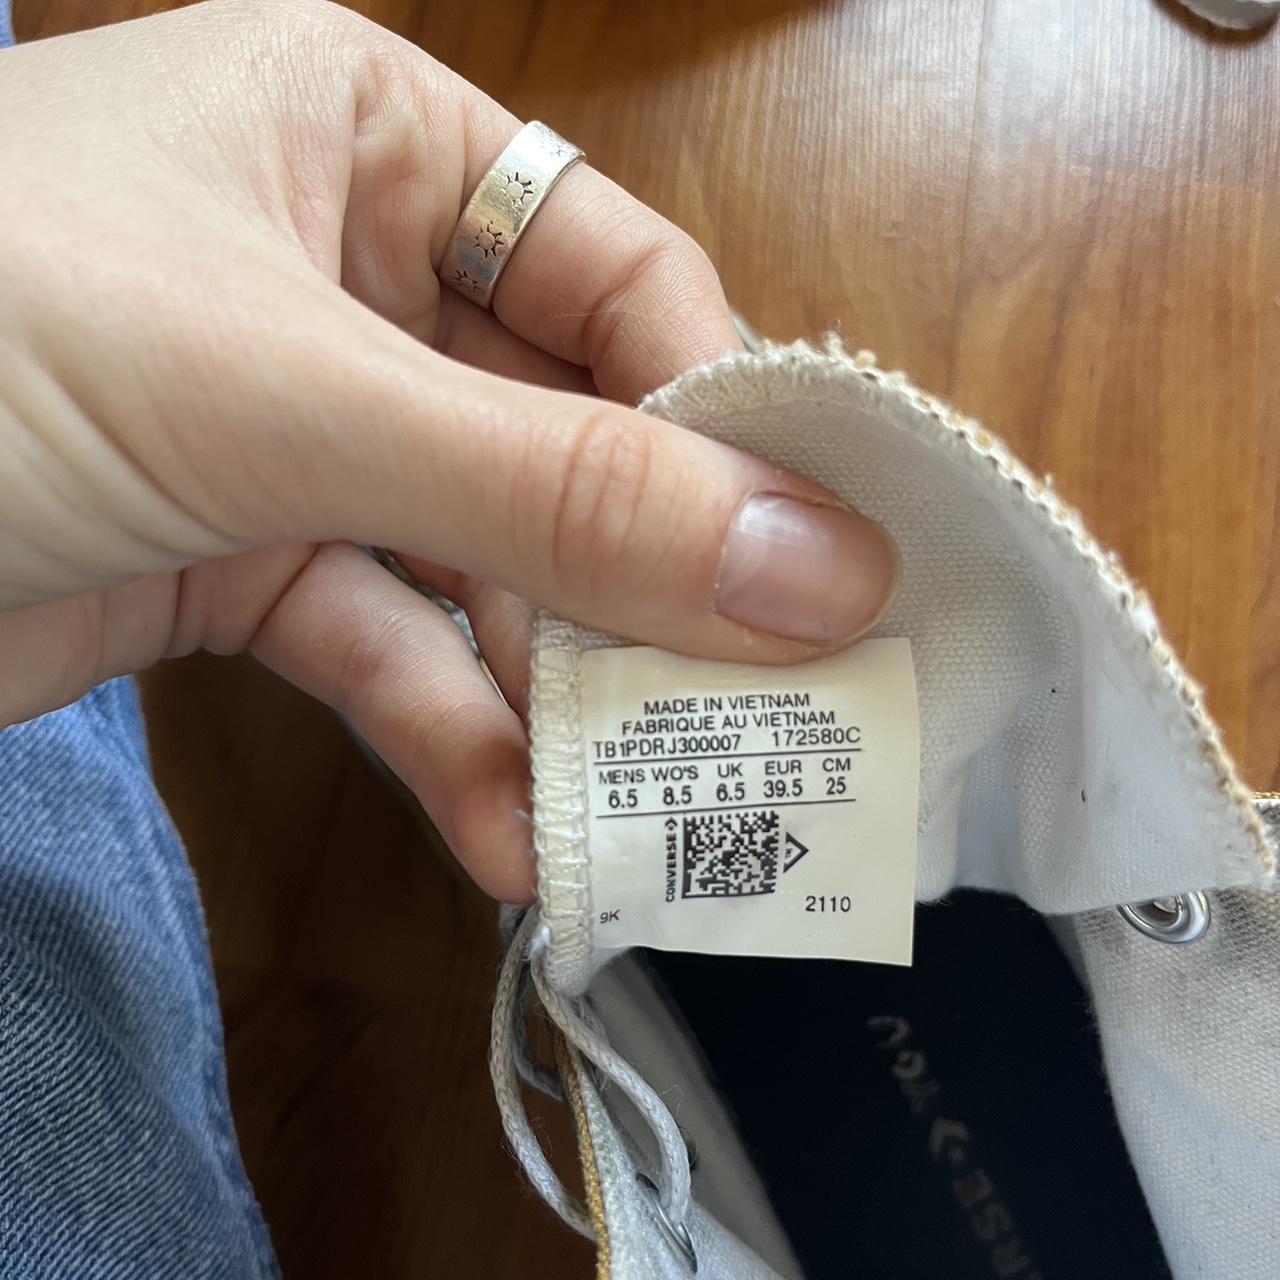 MADE IN VIETNAM
FABRIQUE AU VIETNAM
TB1PDRJ300007 172580C
MENS WO'S UK EUR CM
6.5 8.5 6.5 39.5 25
CONVERSE
9K 2110